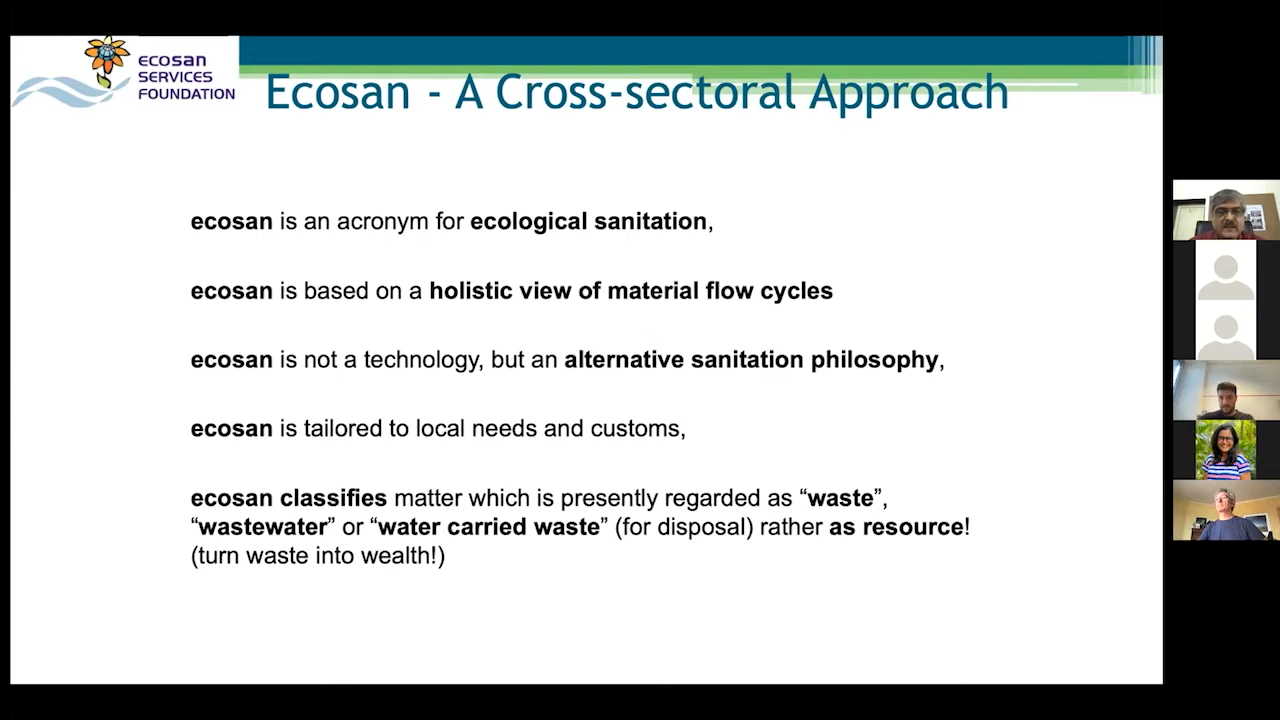 ecosan
SERVICES
FOUNDATION
Ecosan - A Cross-sectoral Approach
ecosan is an acronym for ecological sanitation,
ecosan is based on a holistic view of material flow cycles
ecosan is not a technology, but an alternative sanitation philosophy,
ecosan is tailored to local needs and customs,
ecosan classifies matter which is presently regarded as “waste”,
“wastewater” or “water carried waste” (for disposal) rather as resource!
(turn waste into wealth!)